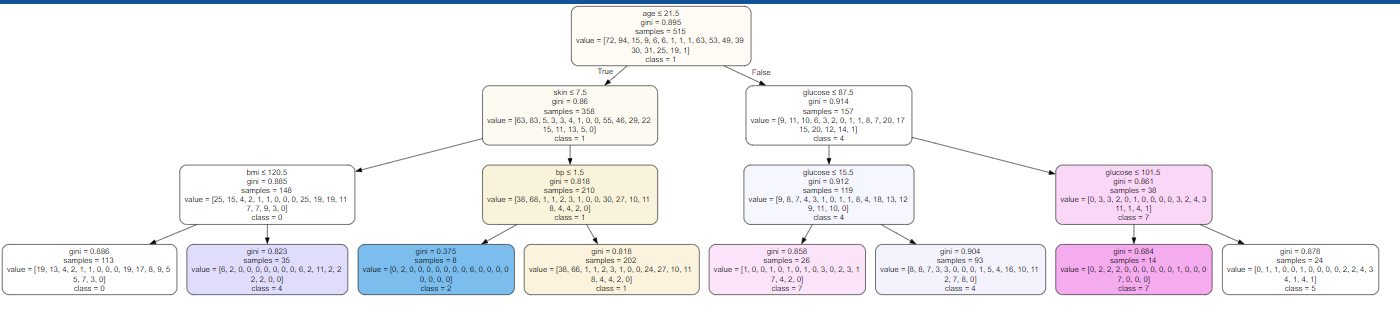 age ≤ 21.5
gini = 0.895
samples = 515
value = [72, 94, 15, 9, 6, 6, 1, 1, 1, 63, 53, 49, 39
30, 31, 25, 19, 1]
class = 1
True
False
skin ≤ 7.5
gini = 0.86
samples = 358
value = [63, 83, 5, 3, 3, 4, 1, 0, 0, 55, 46, 29, 22
15, 11, 13, 5, 0]
class = 1
glucose ≤ 87.5
gini = 0.914
samples = 157
value = [9, 11, 10, 6, 3, 2, 0, 1, 1, 8, 7, 20, 17
15, 20, 12, 14, 1]
class = 4
bmi ≤ 120.5
gini = 0.885
samples = 148
value = [25, 15, 4, 2, 1, 1, 0, 0, 0, 25, 19, 19, 11
7, 7, 9, 3, 0]
class = 0
bp ≤ 1.5
gini = 0.818
samples = 210
value = [38, 68, 1, 1, 2, 3, 1, 0, 0, 30, 27, 10, 11
8, 4, 4, 2, 0]
class = 1
glucose ≤ 15.5
gini = 0.912
samples = 119
value = [9, 8, 7, 4, 3, 1, 0, 1, 1, 8, 4, 18, 13, 12
9, 11, 10, 0]
class = 4
glucose ≤ 101.5
gini = 0.861
samples = 38
value = [0, 3, 3, 2, 0, 1, 0, 0, 0, 0, 3, 2, 4, 3
11, 1, 4, 1]
class = 7
gini = 0.886
samples = 113
value = [19, 13, 4, 2, 1, 1, 0, 0, 0, 19, 17, 8, 9, 5
5, 7, 3, 0]
class = 0
gini = 0.823
samples = 35
value = [6, 2, 0, 0, 0, 0, 0, 0, 0, 6, 2, 11, 2, 2
2, 2, 0, 0]
class = 4
gini = 0.375
samples = 8
value = [0, 2, 0, 0, 0, 0, 0, 0, 0, 6, 0, 0, 0, 0
0, 0, 0, 0]
class = 2
gini = 0.818
samples = 202
value = [38, 66, 1, 1, 2, 3, 1, 0, 0, 24, 27, 10, 11
8, 4, 4, 2, 0]
class = 1
gini = 0.858
samples = 26
value = [1, 0, 0, 1, 0, 1, 0, 1, 0, 3, 0, 2, 3, 1
7, 4, 2, 0]
class = 7
gini = 0.904
samples = 93
value = [8, 8, 7, 3, 3, 0, 0, 0, 1, 5, 4, 16, 10, 11
2, 7, 8, 0]
class = 4
gini = 0.684
samples = 14
value = [0, 2, 2, 2, 0, 0, 0, 0, 0, 0, 1, 0, 0, 0
7, 0, 0, 0]
class = 7
gini = 0.878
samples = 24
value = [0, 1, 1, 0, 0, 1, 0, 0, 0, 0, 2, 2, 4, 3
4, 1, 4, 1]
class = 5